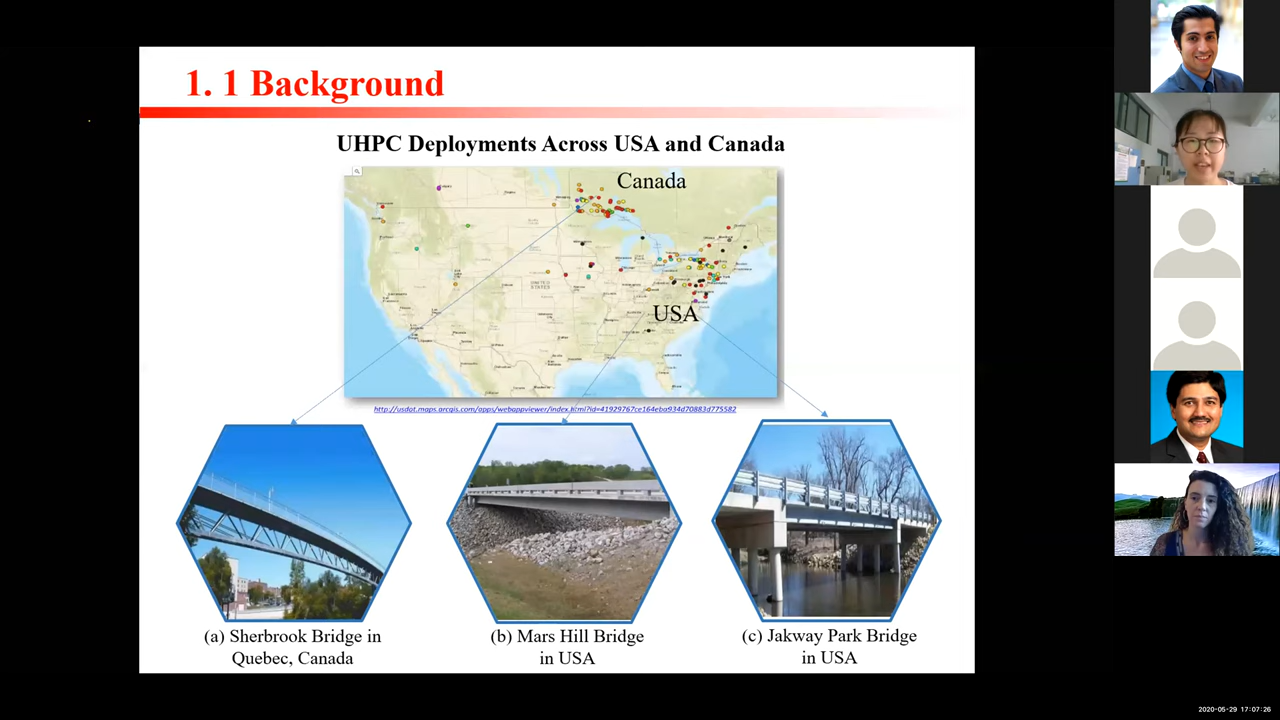 1. 1 Background
UHPC Deployments Across USA and Canada
Canada
USA
http://usdot.maps.arcgis.com/apps/webappviewer/index.html?id=41929767ce164eba934d70883d775582
(a) Sherbrook Bridge in
Quebec, Canada
(b) Mars Hill Bridge
in USA
(c) Jakway Park Bridge
in USA
2020-05-29 17:07:26